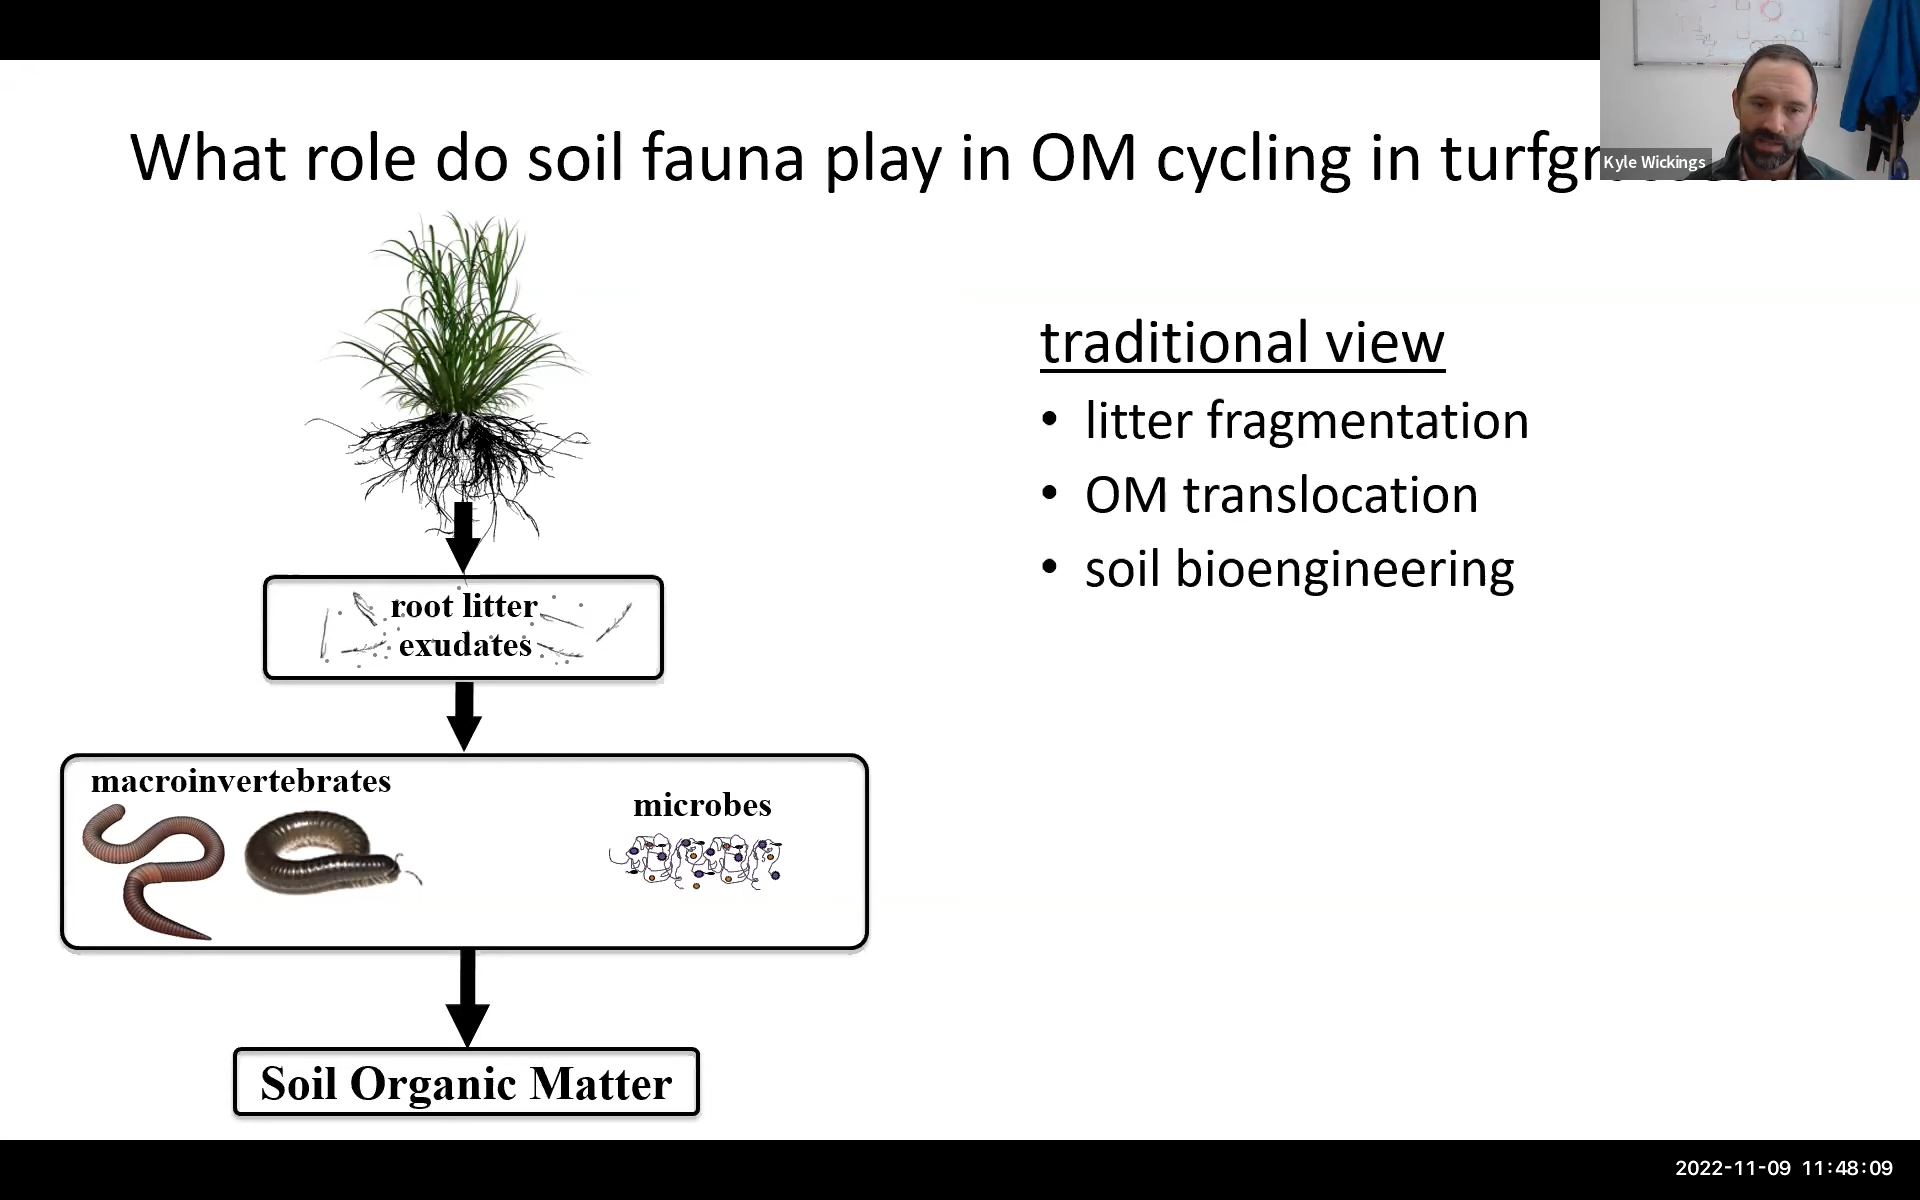 What role do soil fauna play in OM cycling in
Kyle Wickings
traditional view
• litter fragmentation
• OM translocation
• soil bioengineering
root litter
exudates
macroinvertebrates
microbes
Soil Organic Matter
2022-11-09 11:48:09